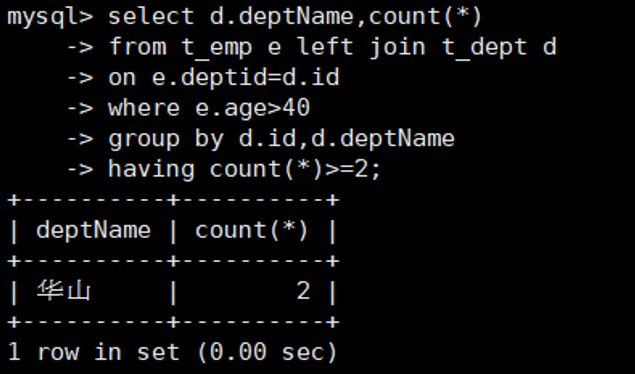 mysql> select d.deptName,count(*)
    -> from t_emp e left join t_dept d
    -> on e.deptid=d.id
    -> where e.age>40
    -> group by d.id,d.deptName
    -> having count(*)>=2;
+----------+----------+
| deptName | count(*) |
+----------+----------+
| 华山     |        2 |
+----------+----------+
1 row in set (0.00 sec)